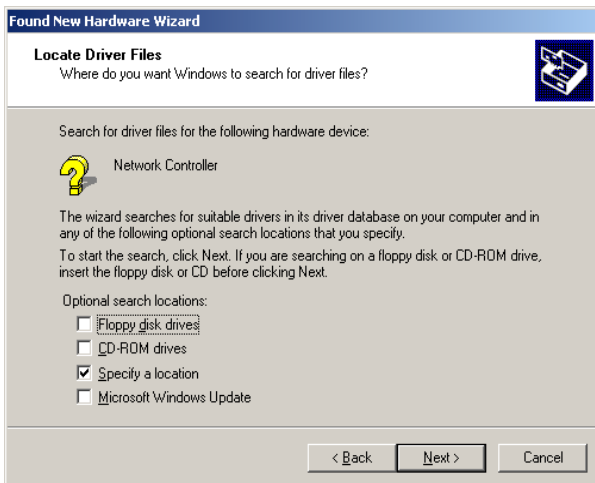 Found New Hardware Wizard
Locate Driver Files
Where do you want Windows to search for driver files?
Search for driver files for the following hardware device:
Network Controller
The wizard searches for suitable drivers in its driver database on your computer and in
any of the following optional search locations that you specify.
To start the search, click Next. If you are searching on a floppy disk or CD-ROM drive,
insert the floppy disk or CD before clicking Next.
Optional search locations:
Floppy disk drives
CD-ROM drives
Specify a location
Microsoft Windows Update
< Back Next > Cancel